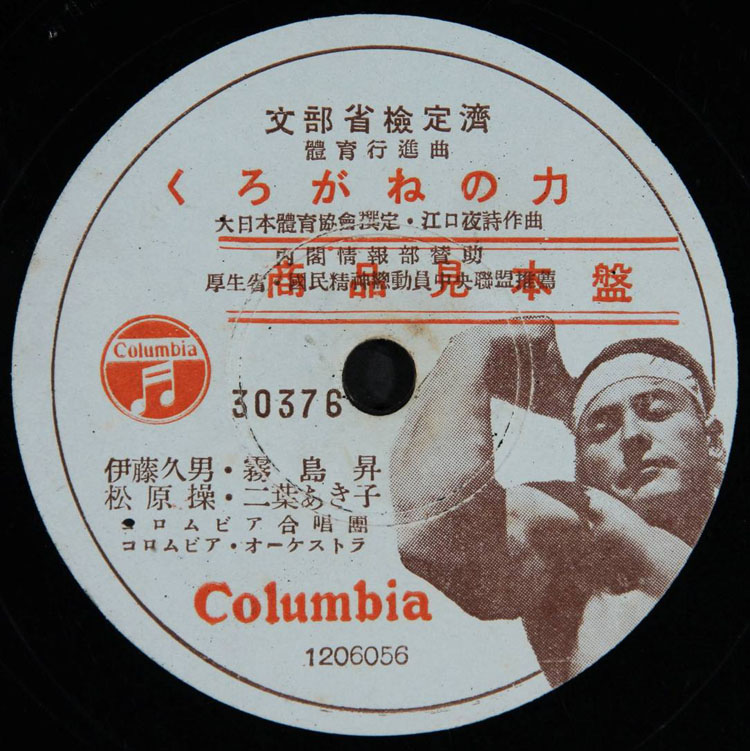 文部省檢定濟
體育行進曲
くろがねの力
大日本體育協會撰定・江口夜詩作曲
內閣情報部贊助
厚生省・國民精神總動員中央聯盟推薦
商品見本盤
Columbia
30376
伊藤久男・霧島昇
松原操・二葉あき子
コロムビア合唱團
コロムビア・オーケストラ
Columbia
1206056